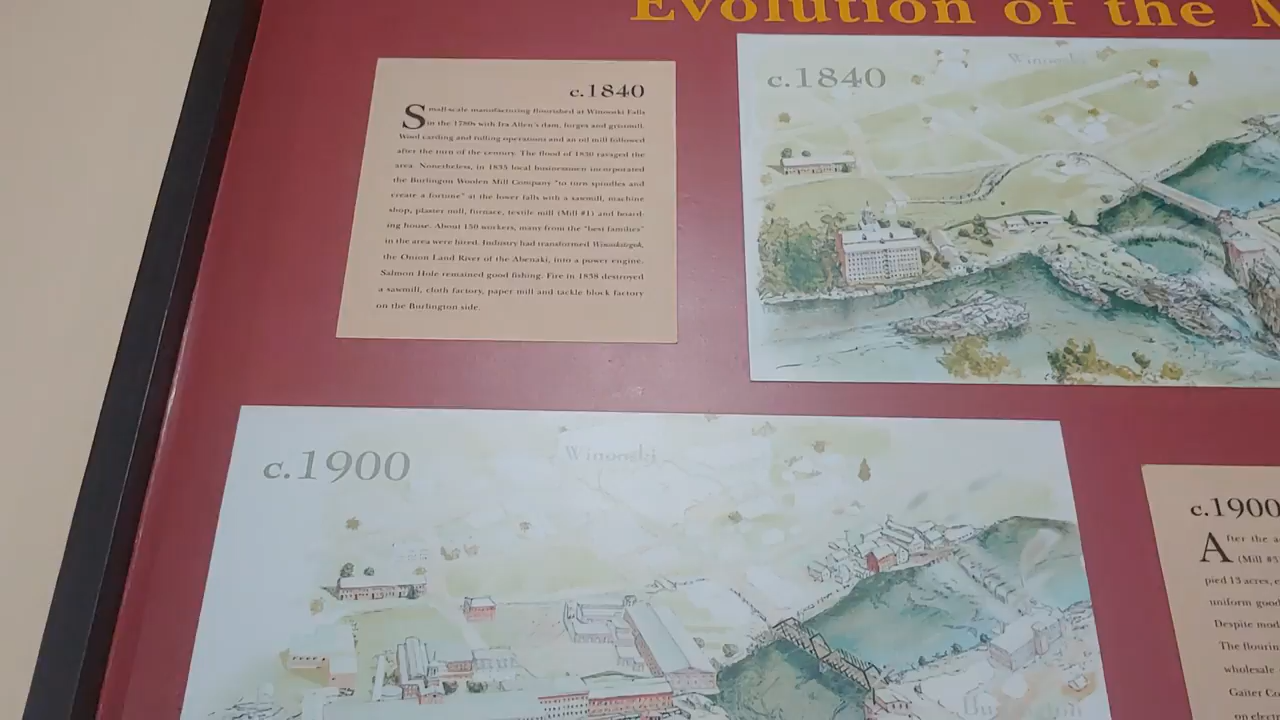 Evolution of the M
c.1840
Small-scale manufacturing flourished at Winooski Falls
in the 1780s with Ira Allen's dam, forges and gristmill.
Wool carding and fulling operations and an oil mill followed
after the turn of the century. The flood of 1830 ravaged the
area. Nonetheless, in 1835 local businessmen incorporated
the Burlington Woolen Mill Company "to turn spindles and
create a fortune" at the lower falls with a sawmill, machine
shop, plaster mill, furnace, textile mill (Mill #1) and board-
ing house. About 150 workers, many from the "best families"
in the area were hired. Industry had transformed Winooskitegok,
the Onion Land River of the Abenaki, into a power engine.
Salmon Hole remained good fishing. Fire in 1838 destroyed
a sawmill, cloth factory, paper mill and tackle block factory
on the Burlington side.
c.1840
Winooski
c.1900
Winooski
Burlington
c.1900
After the a
(Mill #3
pied 13 acres, e
uniform good
Despite mod
The flourin
wholesale
Gaiter Co
on elect